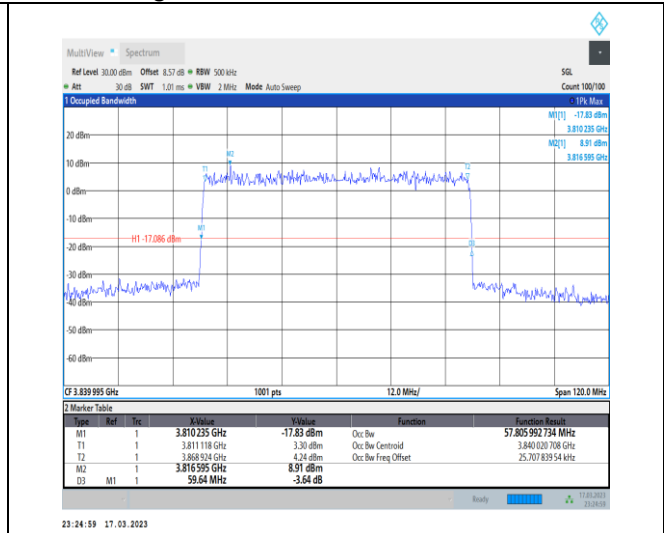 MultiView Spectrum
Ref Level 30.00 dBm Offset 8.57 dB RBW 500 kHz SGL
Att 30 dB SWT 1.01 ms VBW 2 MHz Mode Auto Sweep Count 100/100
1 Occupied Bandwidth 1Pk Max
M1[1] -17.83 dBm
3.810 235 GHz
M2[1] 8.91 dBm
3.816 595 GHz
20 dBm
M2
10 dBm
T1 T2
0 dBm
-10 dBm
M1
H1 -17.086 dBm
D3
-20 dBm
-30 dBm
-40 dBm
-50 dBm
-60 dBm
CF 3.839 995 GHz 1001 pts 12.0 MHz/ Span 120.0 MHz
2 Marker Table
Type Ref Trc X-Value Y-Value Function Function Result
M1 1 3.810 235 GHz -17.83 dBm Occ Bw 57.805 992 734 MHz
T1 1 3.811 118 GHz 3.30 dBm Occ Bw Centroid 3.840 020 708 GHz
T2 1 3.868 924 GHz 4.24 dBm Occ Bw Freq Offset 25.707 839 54 kHz
M2 1 3.816 595 GHz 8.91 dBm
D3 M1 1 59.64 MHz -3.64 dB
Ready 17.03.2023
23:24:59
23:24:59 17.03.2023